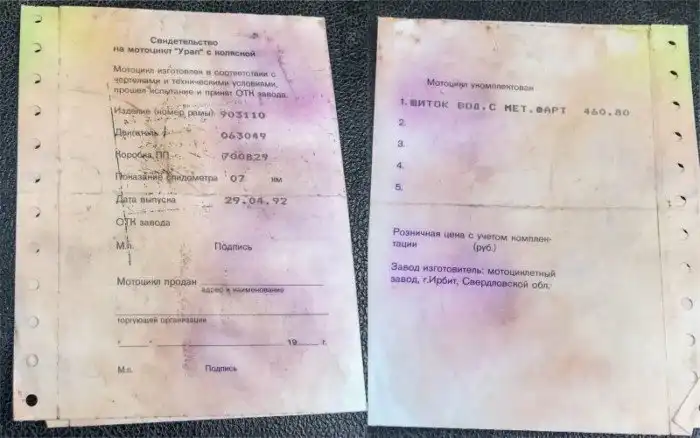 Свидетельство
на мотоцикл "Урал" с коляской
Мотоцикл изготовлен в соответствии с
чертежами и техническими условиями,
прошел испытание и принят ОТК завода.
Изделие (номер рамы) 903110
Двигатель 063049
Коробка ПП 700829
Показание спидометра 07 км
Дата выпуска 29.04.92
ОТК завода
М.п. Подпись
Мотоцикл продан
адрес и наименование
торгующей организации
" " 19 г.
М.п. Подпись
Мотоцикл укомплектован
1. ЩИТОК ВОД.С МЕТ.ФАРТ 460.80
2.
3.
4.
5.
Розничная цена с учетом комплек-
тации (руб.)
Завод изготовитель: мотоциклетный
завод, г.Ирбит, Свердловской обл.